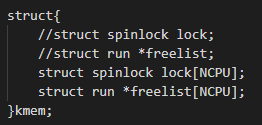 struct{
    //struct spinlock lock;
    //struct run *freelist;
    struct spinlock lock[NCPU];
    struct run *freelist[NCPU];
}kmem;